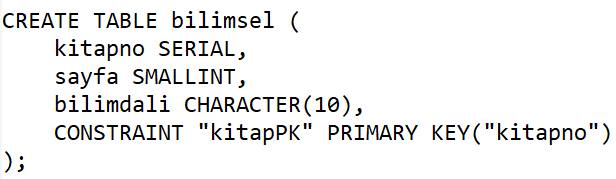 CREATE TABLE bilimsel (
    kitapno SERIAL,
    sayfa SMALLINT,
    bilimdali CHARACTER(10),
    CONSTRAINT "kitapPK" PRIMARY KEY("kitapno")
);